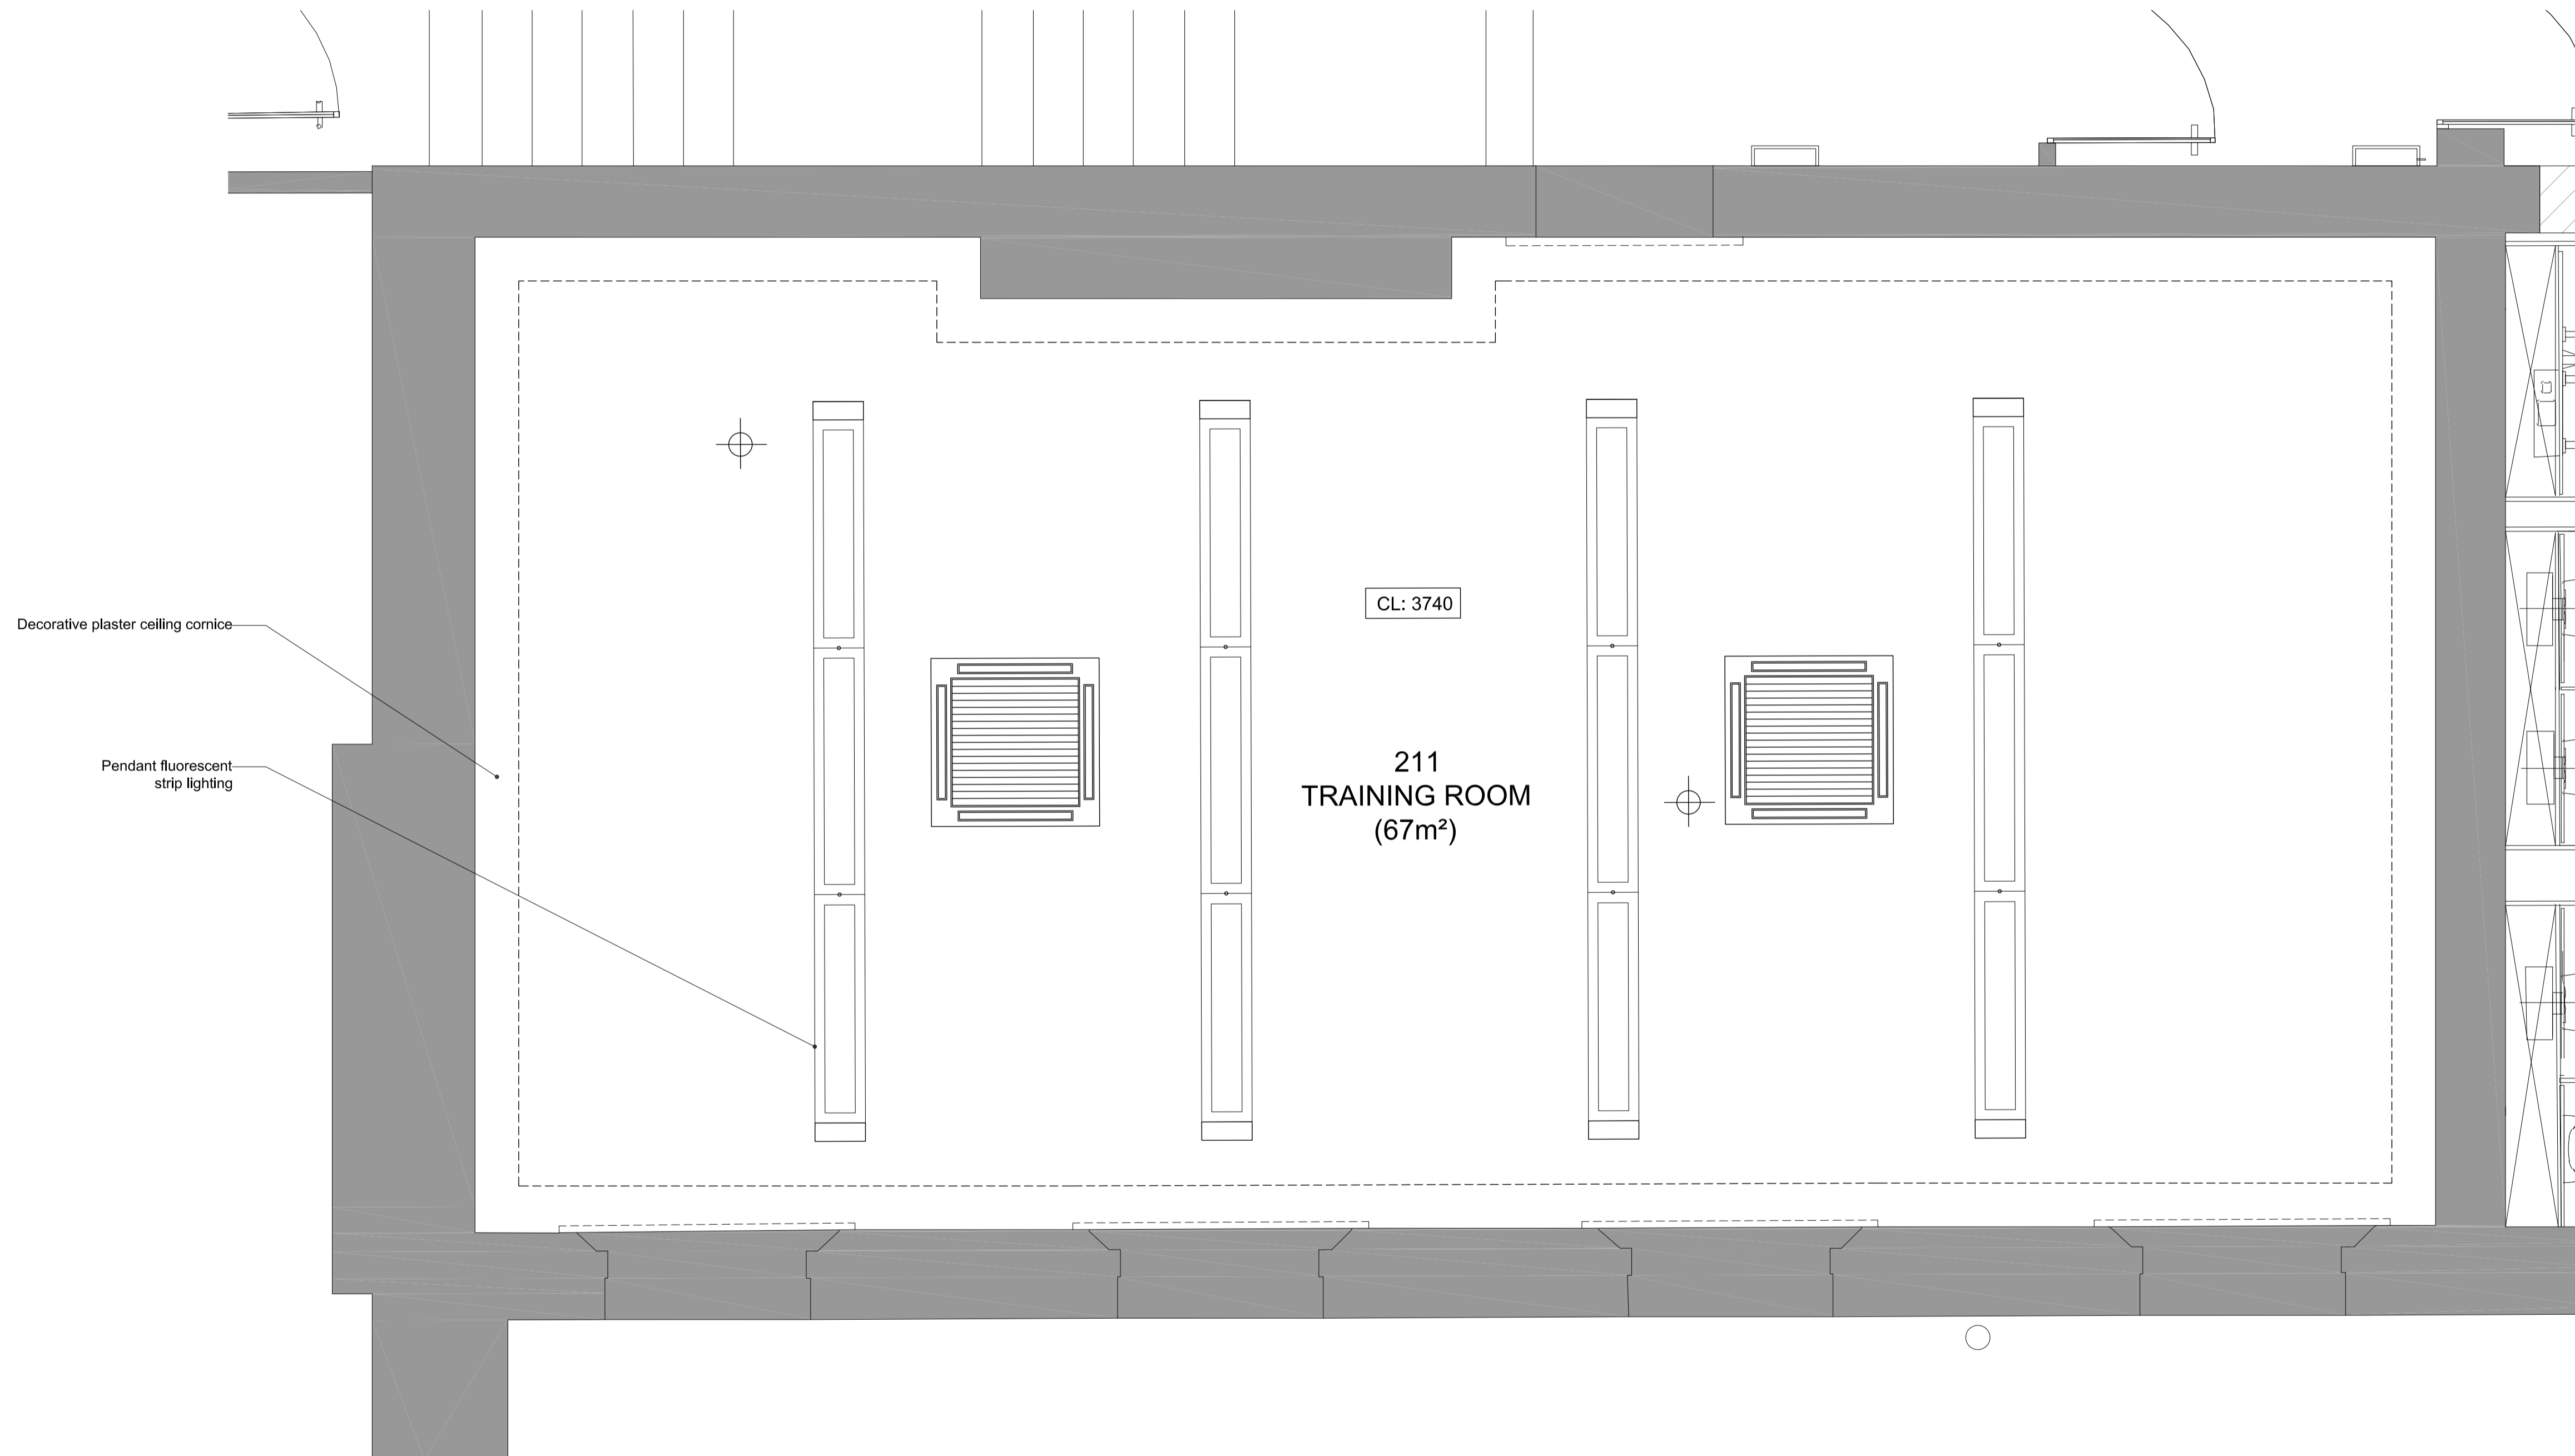 CL: 3740
Decorative plaster ceiling cornice
Pendant fluorescent
strip lighting
211
TRAINING ROOM
(67m²)